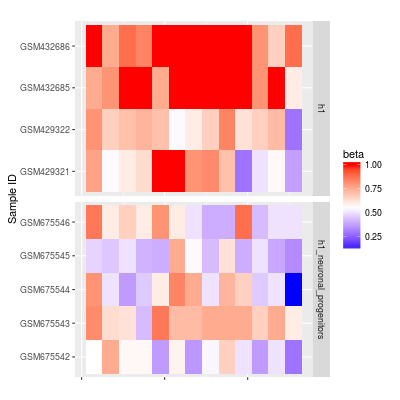 GSM432686
GSM432685
GSM429322
GSM429321
h1
GSM675546
GSM675545
GSM675544
GSM675543
GSM675542
h1_neuronal_progenitors
Sample ID
beta
1.00
0.75
0.50
0.25